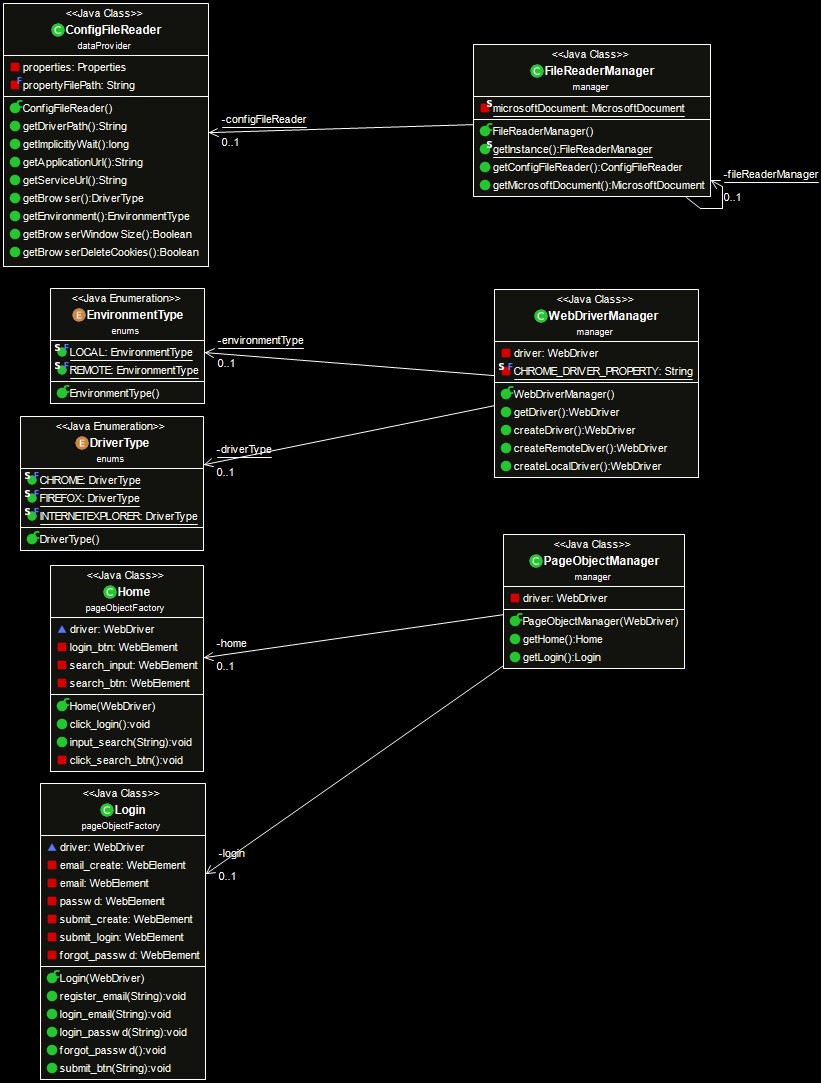 <<Java Class>>
ConfigFileReader
dataProvider
properties: Properties
propertyFilePath: String
ConfigFileReader()
getDriverPath():String
getImplicitlyWait():long
getApplicationUrl():String
getServiceUrl():String
getBrowser():DriverType
getEnvironment():EnvironmentType
getBrowserWindowSize():Boolean
getBrowserDeleteCookies():Boolean
-configFileReader
0..1
<<Java Class>>
FileReaderManager
manager
microsoftDocument: MicrosoftDocument
FileReaderManager()
getInstance():FileReaderManager
getConfigFileReader():ConfigFileReader
getMicrosoftDocument():MicrosoftDocument
-fileReaderManager
0..1
<<Java Enumeration>>
EnvironmentType
enums
LOCAL: EnvironmentType
REMOTE: EnvironmentType
EnvironmentType()
-environmentType
0..1
<<Java Class>>
WebDriverManager
manager
driver: WebDriver
CHROME_DRIVER_PROPERTY: String
WebDriverManager()
getDriver():WebDriver
createDriver():WebDriver
createRemoteDiver():WebDriver
createLocalDriver():WebDriver
<<Java Enumeration>>
DriverType
enums
CHROME: DriverType
FIREFOX: DriverType
INTERNETEXPLORER: DriverType
DriverType()
-driverType
0..1
<<Java Class>>
PageObjectManager
manager
driver: WebDriver
PageObjectManager(WebDriver)
getHome():Home
getLogin():Login
<<Java Class>>
Home
pageObjectFactory
driver: WebDriver
login_btn: WebElement
search_input: WebElement
search_btn: WebElement
Home(WebDriver)
click_login():void
input_search(String):void
click_search_btn():void
-home
0..1
<<Java Class>>
Login
pageObjectFactory
driver: WebDriver
email_create: WebElement
email: WebElement
passwd: WebElement
submit_create: WebElement
submit_login: WebElement
forgot_passwd: WebElement
Login(WebDriver)
register_email(String):void
login_email(String):void
login_passwd(String):void
forgot_passwd():void
submit_btn(String):void
-login
0..1